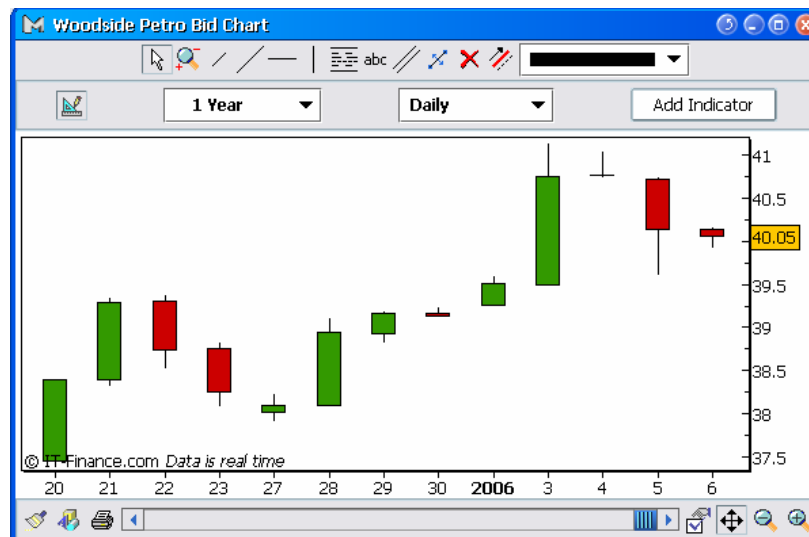 Woodside Petro Bid Chart
abc
1 Year Daily Add Indicator
41
40.5
40.05
39.5
39
38.5
38
37.5
© IT-Finance.com Data is real time
20 21 22 23 27 28 29 30 2006 3 4 5 6